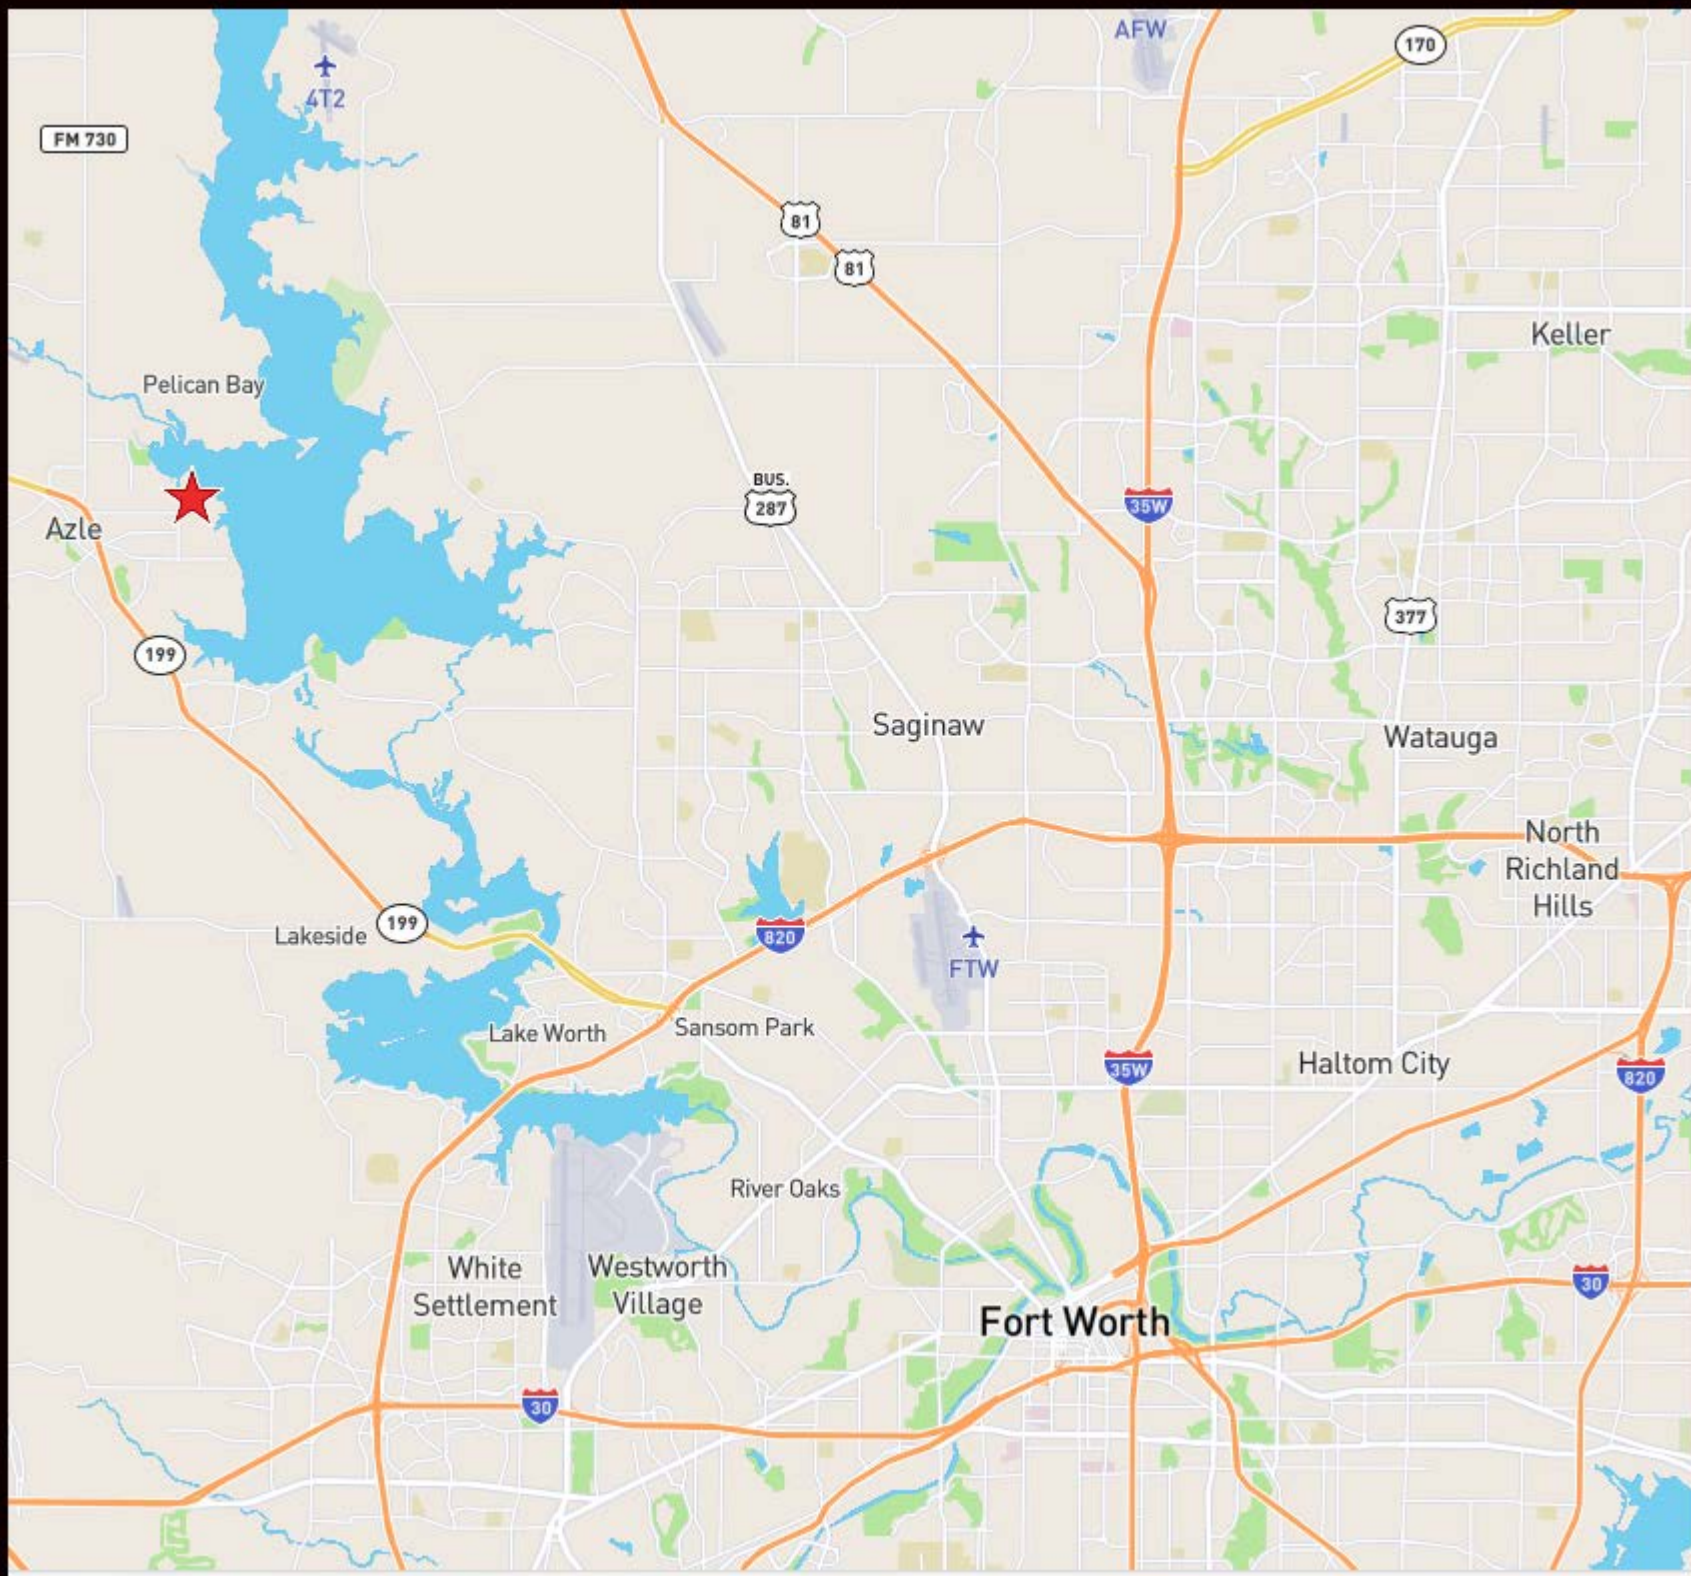 AFW
170
4T2
FM 730
81
81
Keller
Pelican Bay
BUS.
287
35W
Azle
377
199
Saginaw
Watauga
North
Richland
Hills
199
Lakeside
820
FTW
Lake Worth
Sansom Park
Haltom City
35W
820
River Oaks
White
Settlement
Westworth
Village
30
Fort Worth
30